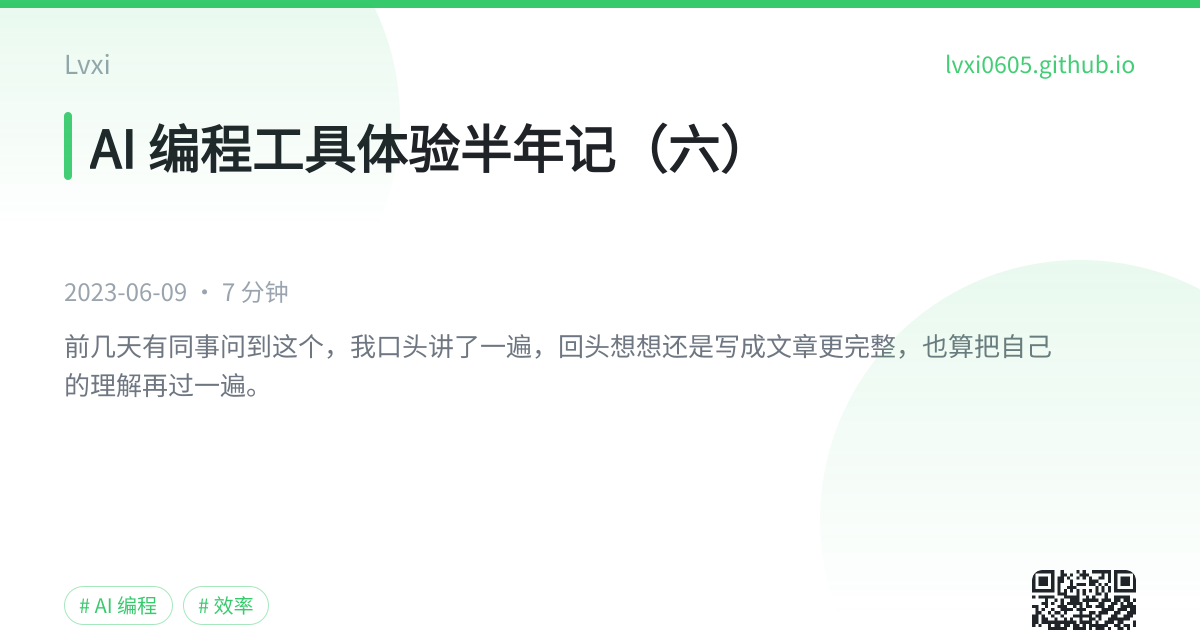 Lvxi
lvxi0605.github.io
AI 编程工具体验半年记（六）
2023-06-09 · 7 分钟
前几天有同事问到这个，我口头讲了一遍，回头想想还是写成文章更完整，也算把自己
的理解再过一遍。
# AI 编程
# 效率